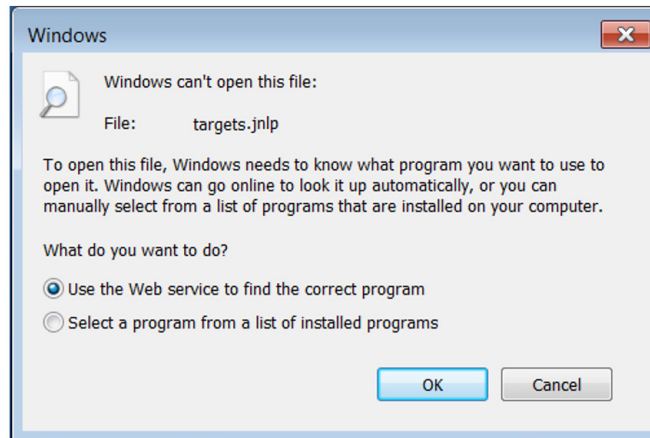 Windows
Windows can't open this file:
File: targets.jnlp
To open this file, Windows needs to know what program you want to use to
open it. Windows can go online to look it up automatically, or you can
manually select from a list of programs that are installed on your computer.
What do you want to do?
Use the Web service to find the correct program
Select a program from a list of installed programs
OK Cancel